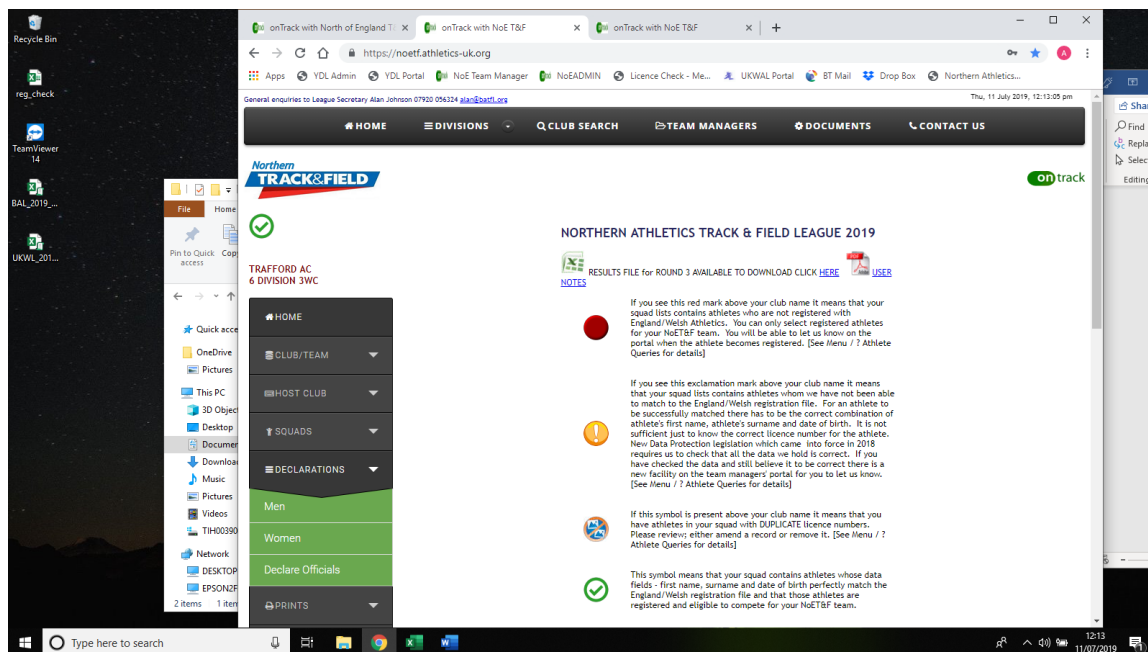 Recycle Bin
reg_check
TeamViewer
14
BAL_2019_...
UKWL_201...
File
Home
Pin to Quick
access
Quick acce
OneDrive
Pictures
This PC
3D Object
Desktop
Documen
Downloa
Music
Pictures
Videos
TIH00390
Network
DESKTOP
EPSON2F
2 items
onTrack with North of England T
onTrack with NoE T&F
onTrack with NoE T&F
https://noetf.athletics-uk.org
A
Apps
YDL Admin
YDL Portal
NoE Team Manager
NoEADMIN
Licence Check - Me...
UKWAL Portal
BT Mail
Drop Box
Northern Athletics...
General enquiries to League Secretary Alan Johnson 07920 056324 alan@batfl.org
Thu, 11 July 2019, 12:13:05 pm
HOME
DIVISIONS
CLUB SEARCH
TEAM MANAGERS
DOCUMENTS
CONTACT US
Northern
TRACK&FIELD
on track
TRAFFORD AC
6 DIVISION 3WC
HOME
CLUB/TEAM
HOST CLUB
SQUADS
DECLARATIONS
Men
Women
Declare Officials
PRINTS
NORTHERN ATHLETICS TRACK & FIELD LEAGUE 2019
RESULTS FILE for ROUND 3 AVAILABLE TO DOWNLOAD CLICK HERE USER
NOTES
If you see this red mark above your club name it means that your
squad lists contains athletes who are not registered with
England/Welsh Athletics. You can only select registered athletes
for your NoET&F team. You will be able to let us know on the
portal when the athlete becomes registered. [See Menu / ? Athlete
Queries for details]
If you see this exclamation mark above your club name it means
that your squad lists contains athletes whom we have not been able
to match to the England/Welsh registration file. For an athlete to
be successfully matched there has to be the correct combination of
athlete's first name, athlete's surname and date of birth. It is not
sufficient just to know the correct licence number for the athlete.
New Data Protection legislation which came into force in 2018
requires us to check that all the data we hold is correct. If you
have checked the data and still believe it to be correct there is a
new facility on the team managers' portal for you to let us know.
[See Menu / ? Athlete Queries for details]
If this symbol is present above your club name it means that you
have athletes in your squad with DUPLICATE licence numbers.
Please review; either amend a record or remove it. [See Menu / ?
Athlete Queries for details]
This symbol means that your squad contains athletes whose data
fields - first name, surname and date of birth perfectly match the
England/Welsh registration file and that those athletes are
registered and eligible to compete for your NoET&F team.
Shar
Find
Repla
Selec
Editing
Type here to search
12:13
11/07/2019